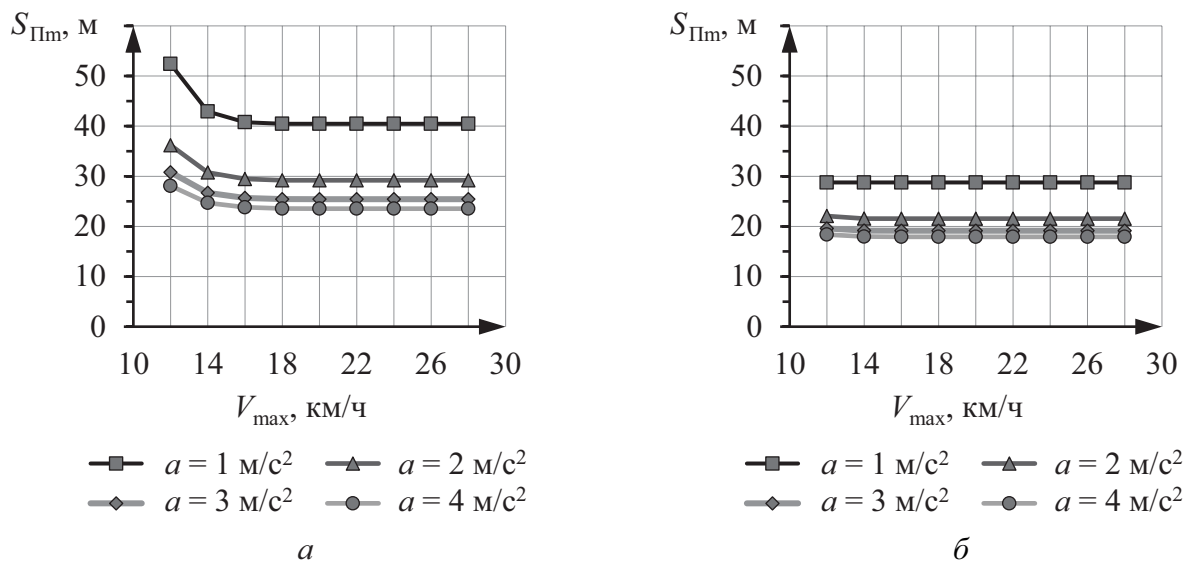 S_Пm, м
50
40
30
20
10
0
10 14 18 22 26 30
V_max, км/ч
a = 1 м/с² a = 2 м/с²
a = 3 м/с² a = 4 м/с²
а
S_Пm, м
50
40
30
20
10
0
10 14 18 22 26 30
V_max, км/ч
a = 1 м/с² a = 2 м/с²
a = 3 м/с² a = 4 м/с²
б